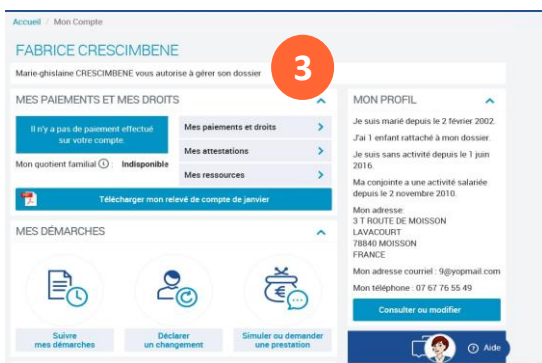 Accueil / Mon Compte
FABRICE CRESCIMBENE
Marie-ghislaine CRESCIMBENE vous autorise à gérer son dossier
3
MES PAIEMENTS ET MES DROITS
Il n'y a pas de paiement effectué
sur votre compte.
Mon quotient familial : Indisponible
Mes paiements et droits
Mes attestations
Mes ressources
Télécharger mon relevé de compte de janvier
MES DÉMARCHES
Suivre
mes démarches
Déclarer
un changement
Simuler ou demander
une prestation
MON PROFIL
Je suis marié depuis le 2 février 2002.
J'ai 1 enfant rattaché à mon dossier.
Je suis sans activité depuis le 1 juin
2016.
Ma conjointe a une activité salariée
depuis le 2 novembre 2010.
Mon adresse:
3 T ROUTE DE MOISSON
LAVACOURT
78840 MOISSON
FRANCE
Mon adresse courriel : 9@yopmail.com
Mon téléphone : 07 67 76 55 49
Consulter ou modifier
Aide